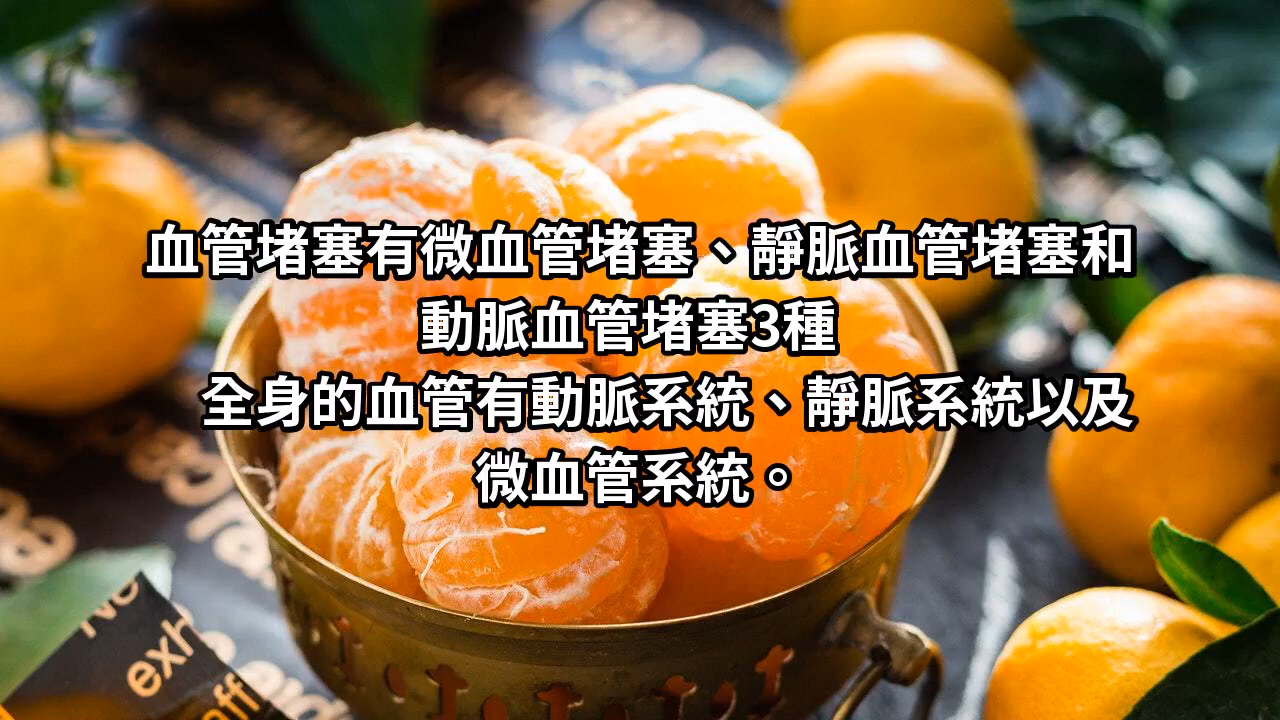 血管堵塞有微血管堵塞、靜脈血管堵塞和
動脈血管堵塞3種
全身的血管有動脈系統、靜脈系統以及
微血管系統。
exh